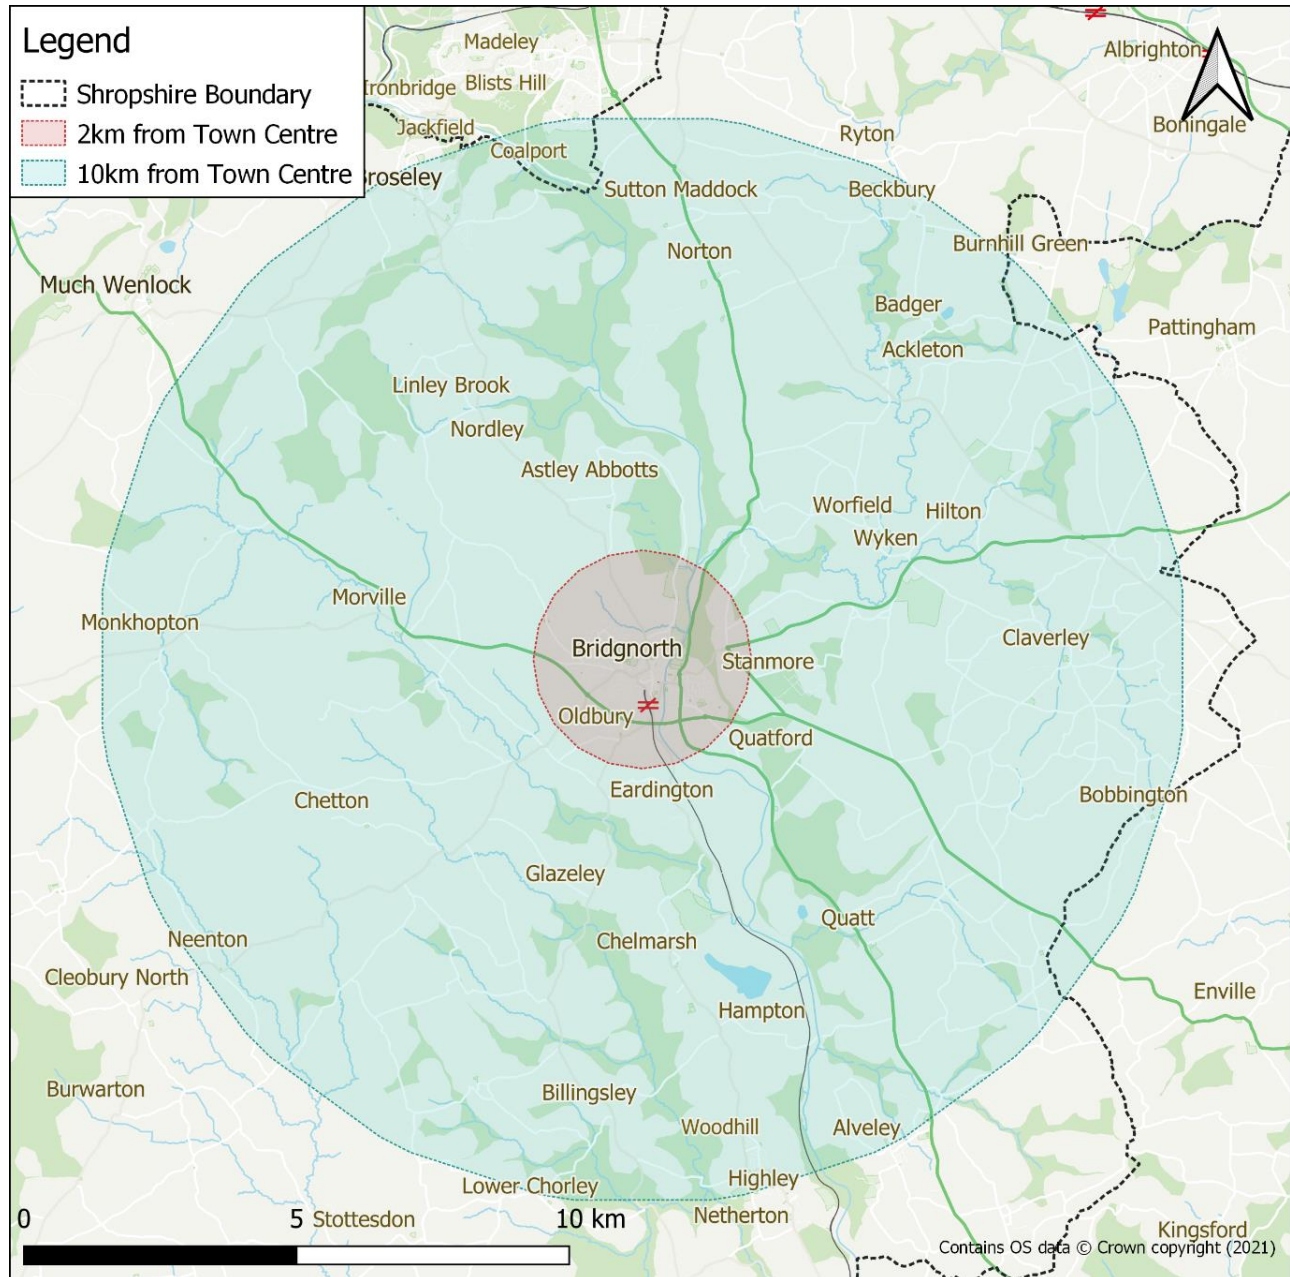 Legend
Shropshire Boundary
2km from Town Centre
10km from Town Centre
Madeley
Albrighton
Ironbridge
Blists Hill
Jackfield
Ryton
Boningale
Coalport
Broseley
Sutton Maddock
Beckbury
Norton
Burnhill Green
Much Wenlock
Badger
Pattingham
Ackleton
Linley Brook
Nordley
Astley Abbotts
Worfield
Hilton
Wyken
Morville
Monkhopton
Claverley
Bridgnorth
Stanmore
Oldbury
Quatford
Eardington
Chetton
Bobbington
Glazeley
Quatt
Neenton
Chelmarsh
Cleobury North
Enville
Hampton
Burwarton
Billingsley
Woodhill
Alveley
Highley
Lower Chorley
Netherton
0 5 10 km
Stottesdon
Kingsford
Contains OS data © Crown copyright (2021)